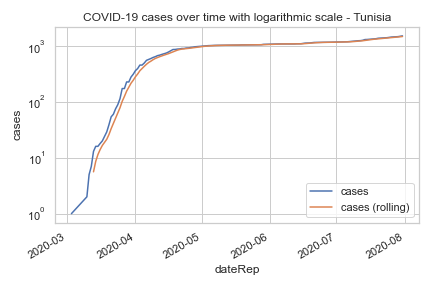 COVID-19 cases over time with logarithmic scale - Tunisia
cases
10³
10²
10¹
10⁰
cases
cases (rolling)
2020-03
2020-04
2020-05
2020-06
2020-07
2020-08
dateRep